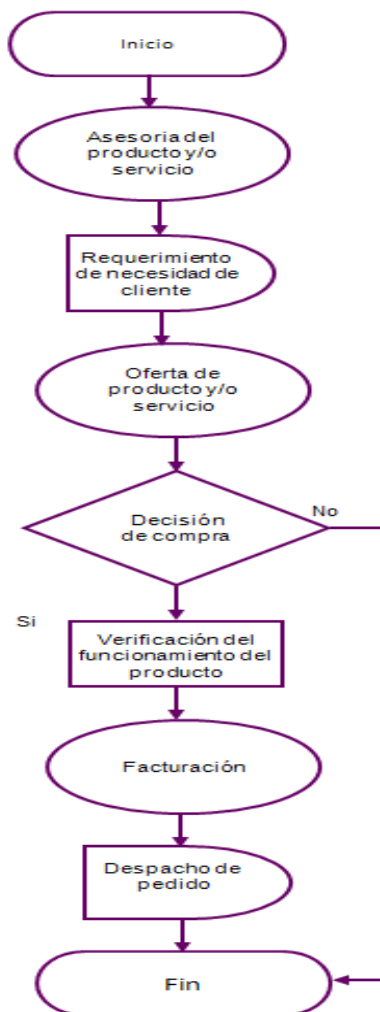 Inicio
Asesoria del
producto y/o
servicio
Requerimiento
de necesidad de
cliente
Oferta de
producto y/o
servicio
No
Decisión
de compra
Si
Verificación del
funcionamiento del
producto
Facturación
Despacho de
pedido
Fin